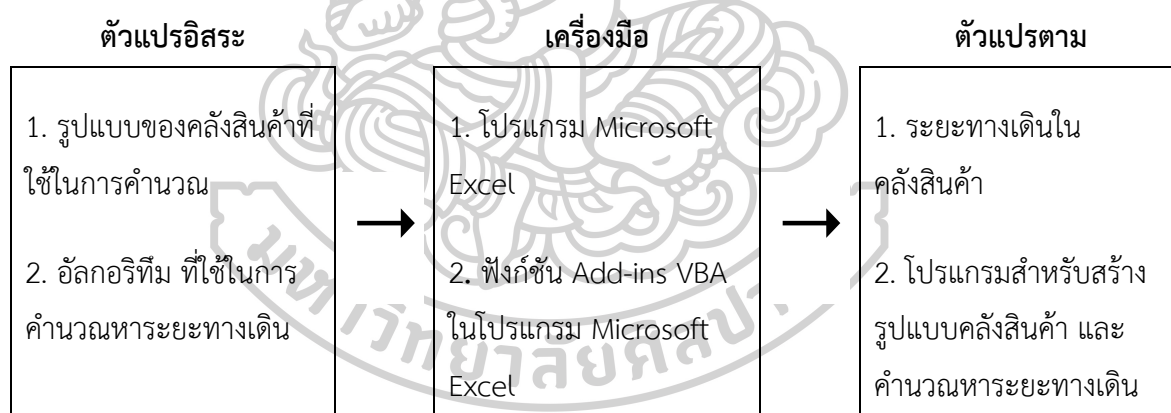 ตัวแปรอิสระ
1. รูปแบบของคลังสินค้าที่
ใช้ในการคำนวณ
2. อัลกอริทึม ที่ใช้ในการ
คำนวณหาระยะทางเดิน
เครื่องมือ
1. โปรแกรม Microsoft
Excel
2. ฟังก์ชัน Add-ins VBA
ในโปรแกรม Microsoft
Excel
ตัวแปรตาม
1. ระยะทางเดินใน
คลังสินค้า
2. โปรแกรมสำหรับสร้าง
รูปแบบคลังสินค้า และ
คำนวณหาระยะทางเดิน